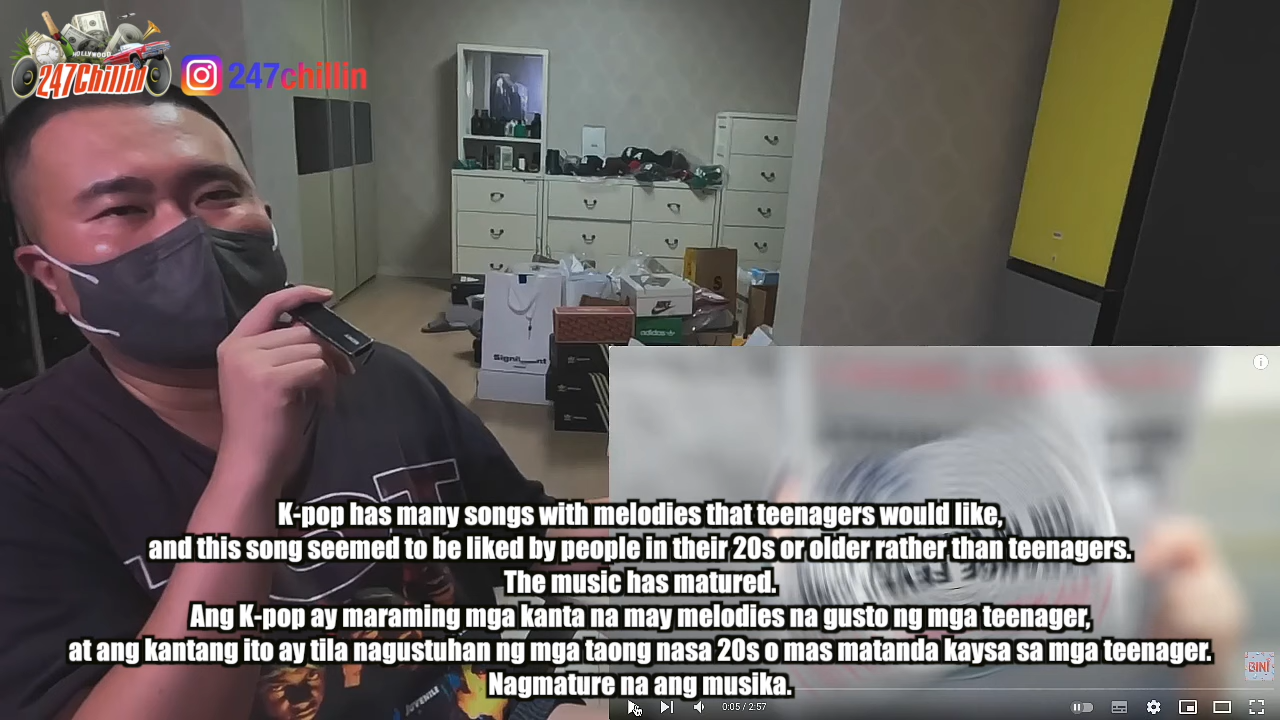 HOLLYWOOD
247Chillin
247chillin
S
NIKE
adidas
K-pop has many songs with melodies that teenagers would like,
and this song seemed to be liked by people in their 20s or older rather than teenagers.
The music has matured.
Ang K-pop ay maraming mga kanta na may melodies na gusto ng mga teenager,
at ang kantang ito ay tila nagustuhan ng mga taong nasa 20s o mas matanda kaysa sa mga teenager.
Nagmature na ang musika.
BINI
JUVENILE
0:05 / 2:57